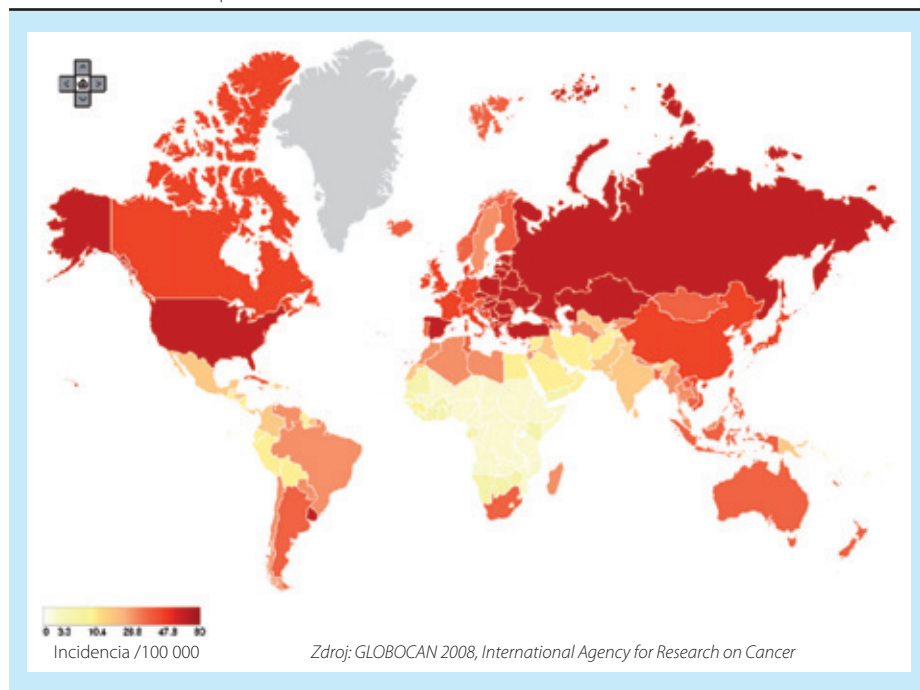 0 3.3 10.4 26.8 47.8 80
Incidencia /100 000
Zdroj: GLOBOCAN 2008, International Agency for Research on Cancer